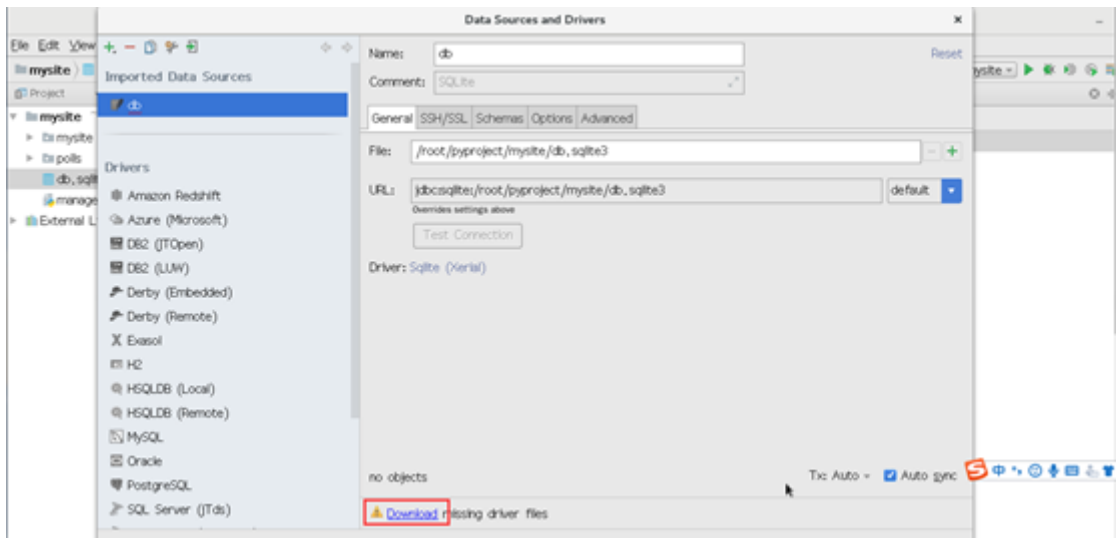 Data Sources and Drivers
File Edit View
mysite
Project
mysite
mysite
polls
db.sqlit
manage
External L
Imported Data Sources
db
Drivers
Amazon Redshift
Azure (Microsoft)
DB2 (JTOpen)
DB2 (LUW)
Derby (Embedded)
Derby (Remote)
Exasol
H2
HSQLDB (Local)
HSQLDB (Remote)
MySQL
Oracle
PostgreSQL
SQL Server (jTds)
Name: db
Reset
Comment: SQLite
General SSH/SSL Schemas Options Advanced
File: /root/pyproject/mysite/db.sqlite3
URL: jdbc:sqlite:/root/pyproject/mysite/db.sqlite3 default
Overrides settings above
Test Connection
Driver: Sqlite (Xerial)
no objects
Tx: Auto Auto sync
Download missing driver files
ysite
中